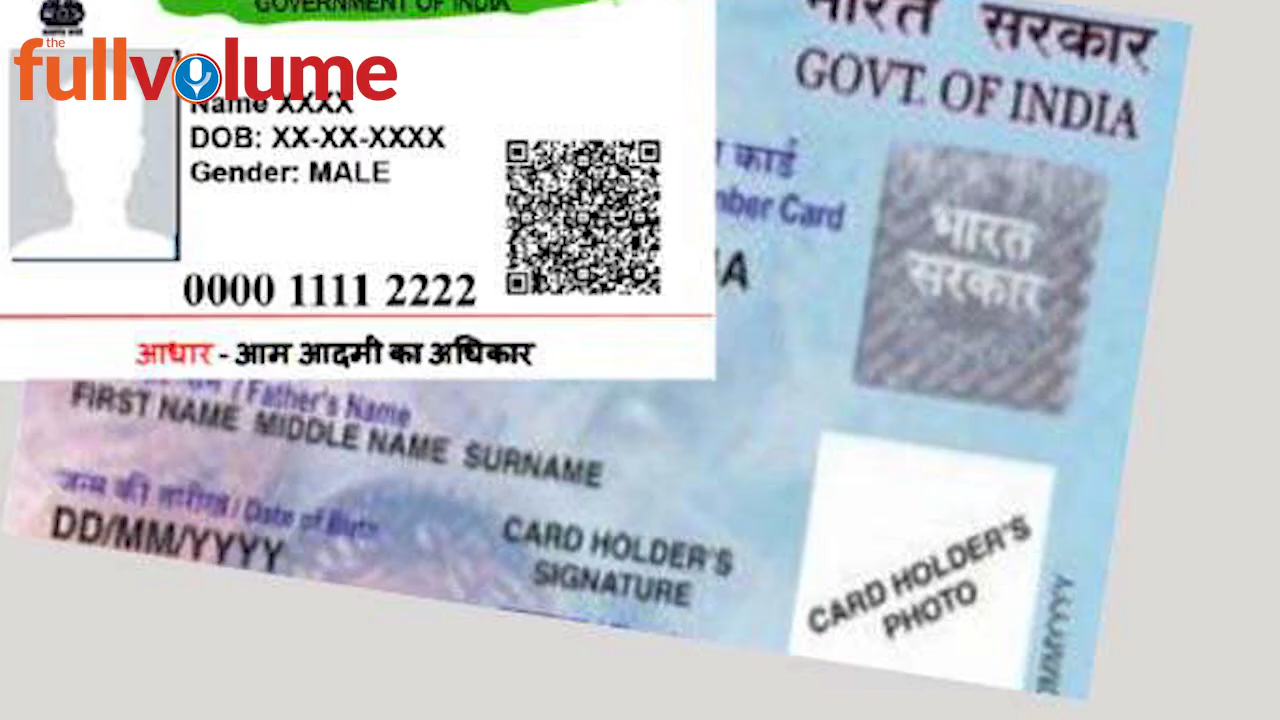 GOVERNMENT OF INDIA
the
fullvolume
Name XXXX
DOB: XX-XX-XXXX
Gender: MALE
0000 1111 2222
आधार - आम आदमी का अधिकार
भारत सरकार
GOVT. OF INDIA
कार्ड
Card
भारत
सरकार
/ Father's Name
FIRST NAME MIDDLE NAME SURNAME
जन्म की तारीख / Date of Birth
DD/MM/YYYY
CARD HOLDER'S
SIGNATURE
CARD HOLDER'S
PHOTO